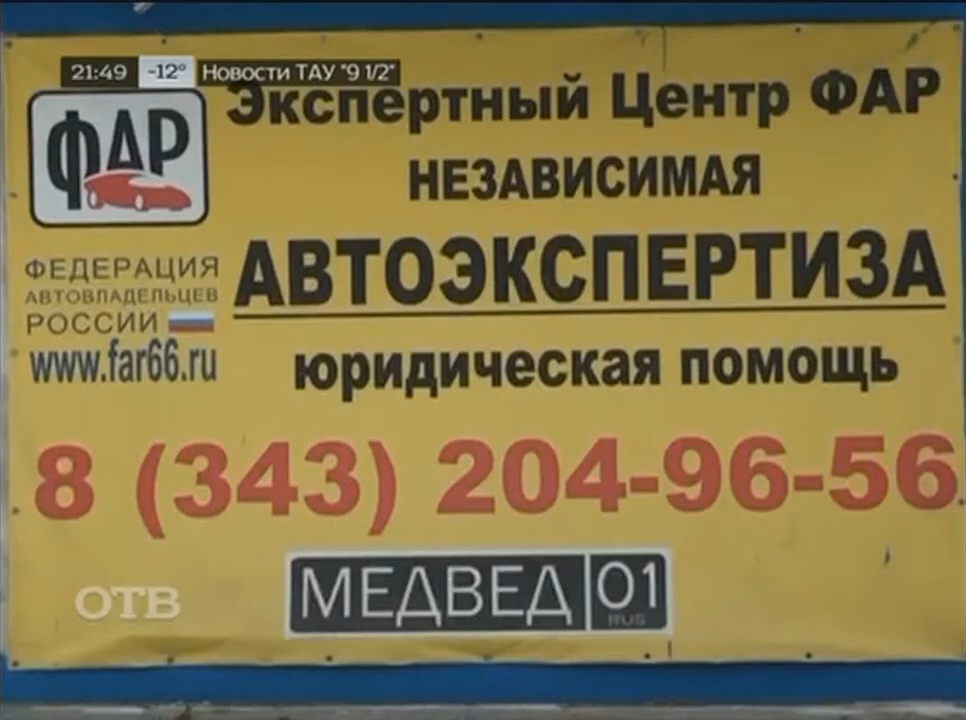 21:49 -12° Новости ТАУ "9 1/2"
Экспертный Центр ФАР
ФАР
НЕЗАВИСИМАЯ
АВТОЭКСПЕРТИЗА
ФЕДЕРАЦИЯ
АВТОВЛАДЕЛЬЦЕВ
РОССИИ
www.far66.ru
юридическая помощь
8 (343) 204-96-56
МЕДВЕД 01
RUS
ОТВ